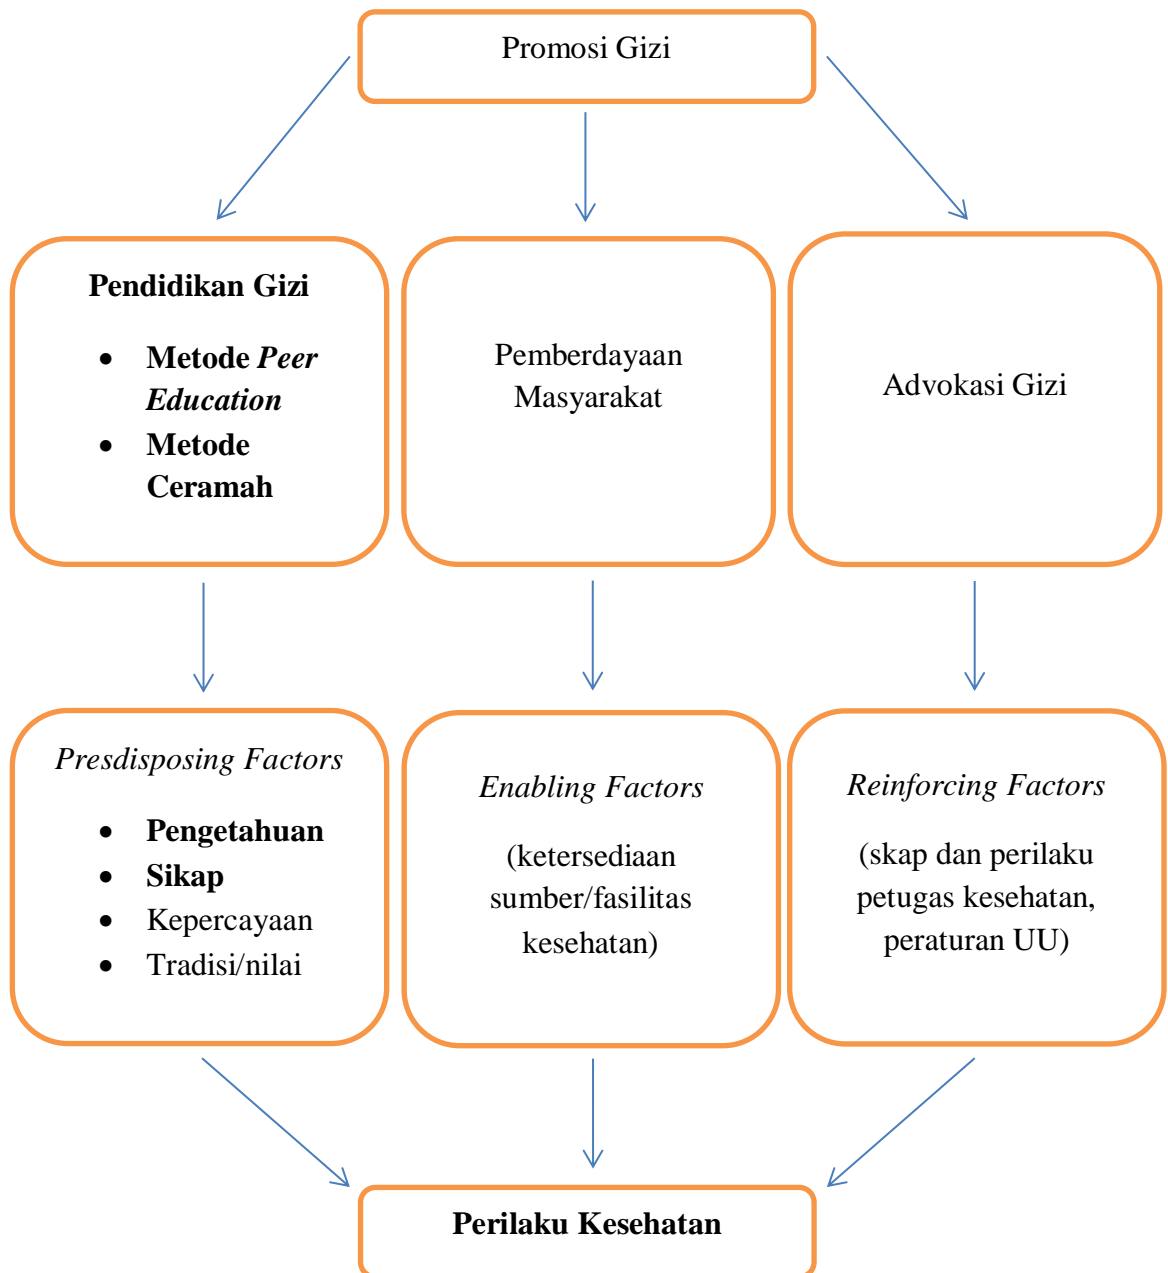 Promosi Gizi
Pendidikan Gizi
• Metode Peer
Education
• Metode
Ceramah
Pemberdayaan
Masyarakat
Advokasi Gizi
Presdisposing Factors
• Pengetahuan
• Sikap
• Kepercayaan
• Tradisi/nilai
Enabling Factors
(ketersediaan
sumber/fasilitas
kesehatan)
Reinforcing Factors
(skap dan perilaku
petugas kesehatan,
peraturan UU)
Perilaku Kesehatan